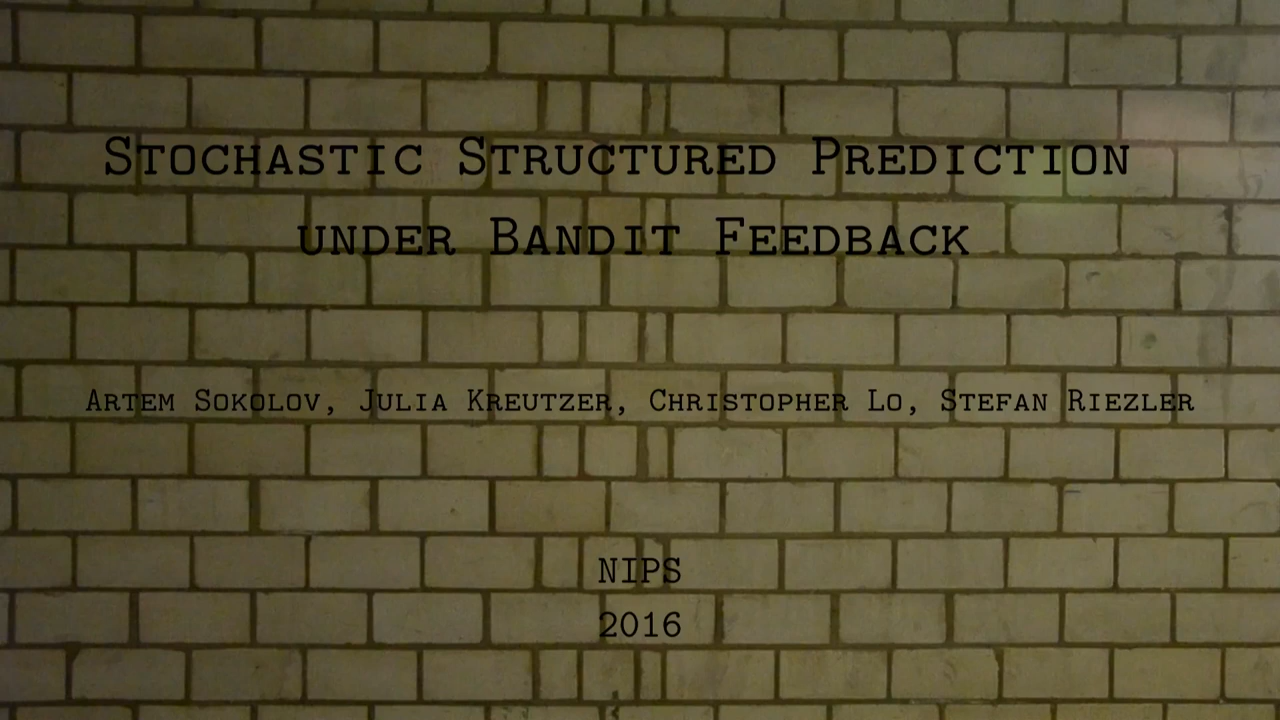 Stochastic Structured Prediction
under Bandit Feedback
Artem Sokolov, Julia Kreutzer, Christopher Lo, Stefan Riezler
NIPS
2016